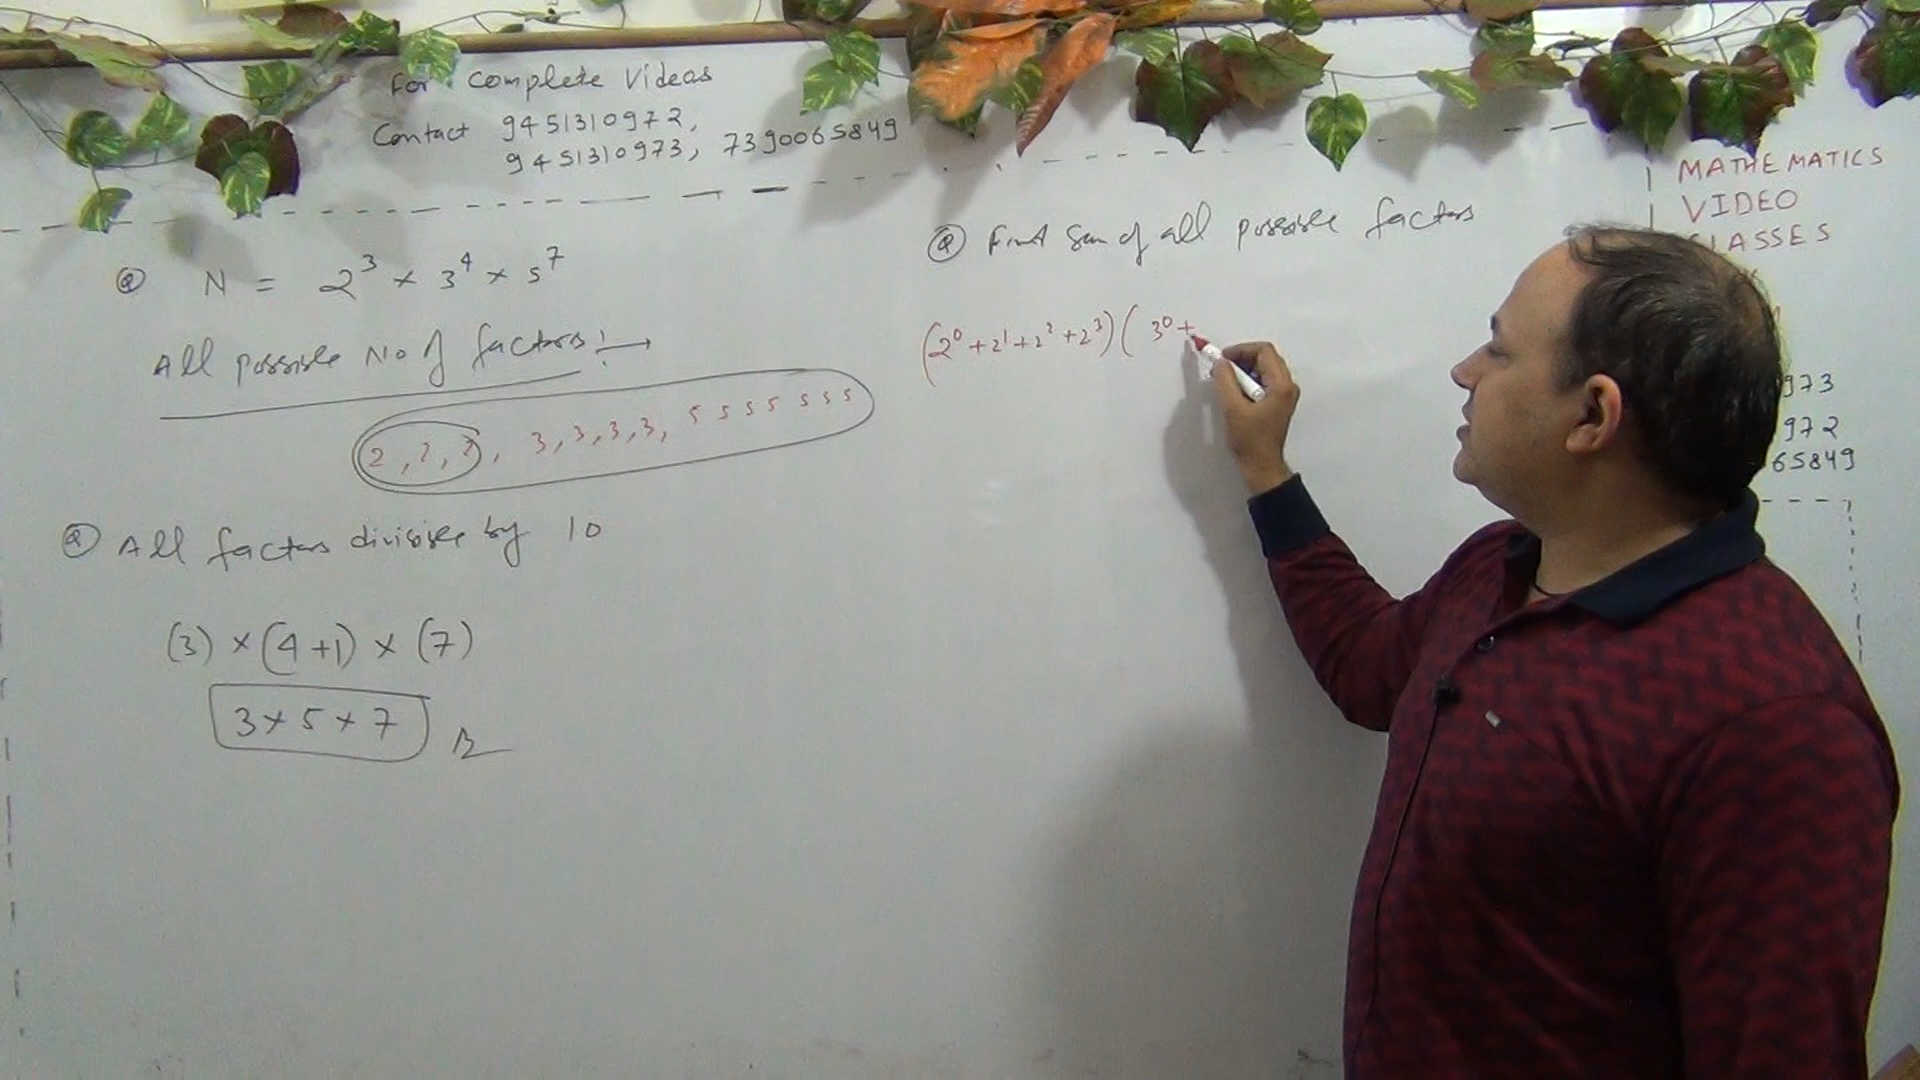 For Complete Videos
Contact 9451310972,
9451310973, 7390065849
Q N = 2³ × 3⁴ × 5⁷
All possible No of factors :→
2, 2, 2, 3, 3, 3, 3, 5 5 5 5 5 5 5
Q All factors divisible by 10
(3) × (4+1) × (7)
3 × 5 × 7
Q Find Sum of all possible factors
(2⁰ + 2¹ + 2² + 2³) ( 3⁰ +
MATHEMATICS
VIDEO
LASSES
973
972
65849